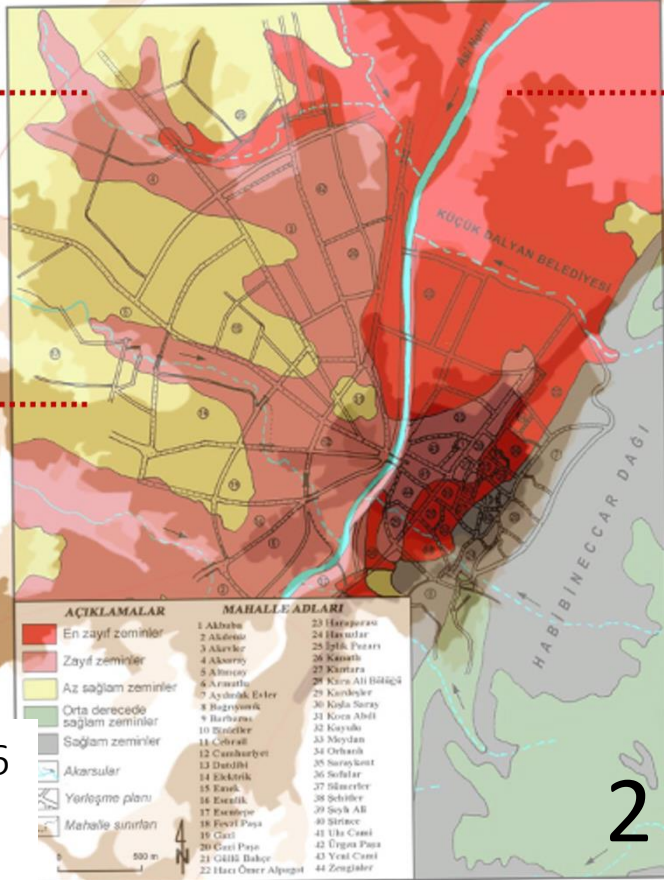 Asi Nehri
KÜÇÜK DALYAN BELEDİYESİ
HABİBİNECCAR DAĞI
AÇIKLAMALAR
En zayıf zeminler
Zayıf zeminler
Az sağlam zeminler
Orta derecede
sağlam zeminler
Sağlam zeminler
Akarsular
Yerleşme planı
Mahalle sınırları
0 500 m
N
MAHALLE ADLARI
1 Akbaba
2 Akdeniz
3 Akevler
4 Aksaray
5 Altınçay
6 Armutlu
7 Aydınlık Evler
8 Bağrıyanık
9 Barbaros
10 Biniciler
11 Cebrail
12 Cumhuriyet
13 Dutdibi
14 Elektrik
15 Emek
16 Esenlik
17 Esentepe
18 Fevzi Paşa
19 Gazi
20 Gazi Paşa
21 Güllü Bahçe
22 Hacı Ömer Alpagot
23 Haraparası
24 Havuzlar
25 İplik Pazarı
26 Kanatlı
27 Kantara
28 Kara Ali Bölüğü
29 Kardeşler
30 Kışla Saray
31 Koca Abdi
32 Kuyulu
33 Meydan
34 Orhanlı
35 Saraykent
36 Sofular
37 Sümerler
38 Şehitler
39 Şeyh Ali
40 Şirince
41 Ulu Cami
42 Ürgen Paşa
43 Yeni Cami
44 Zenginler
6
2